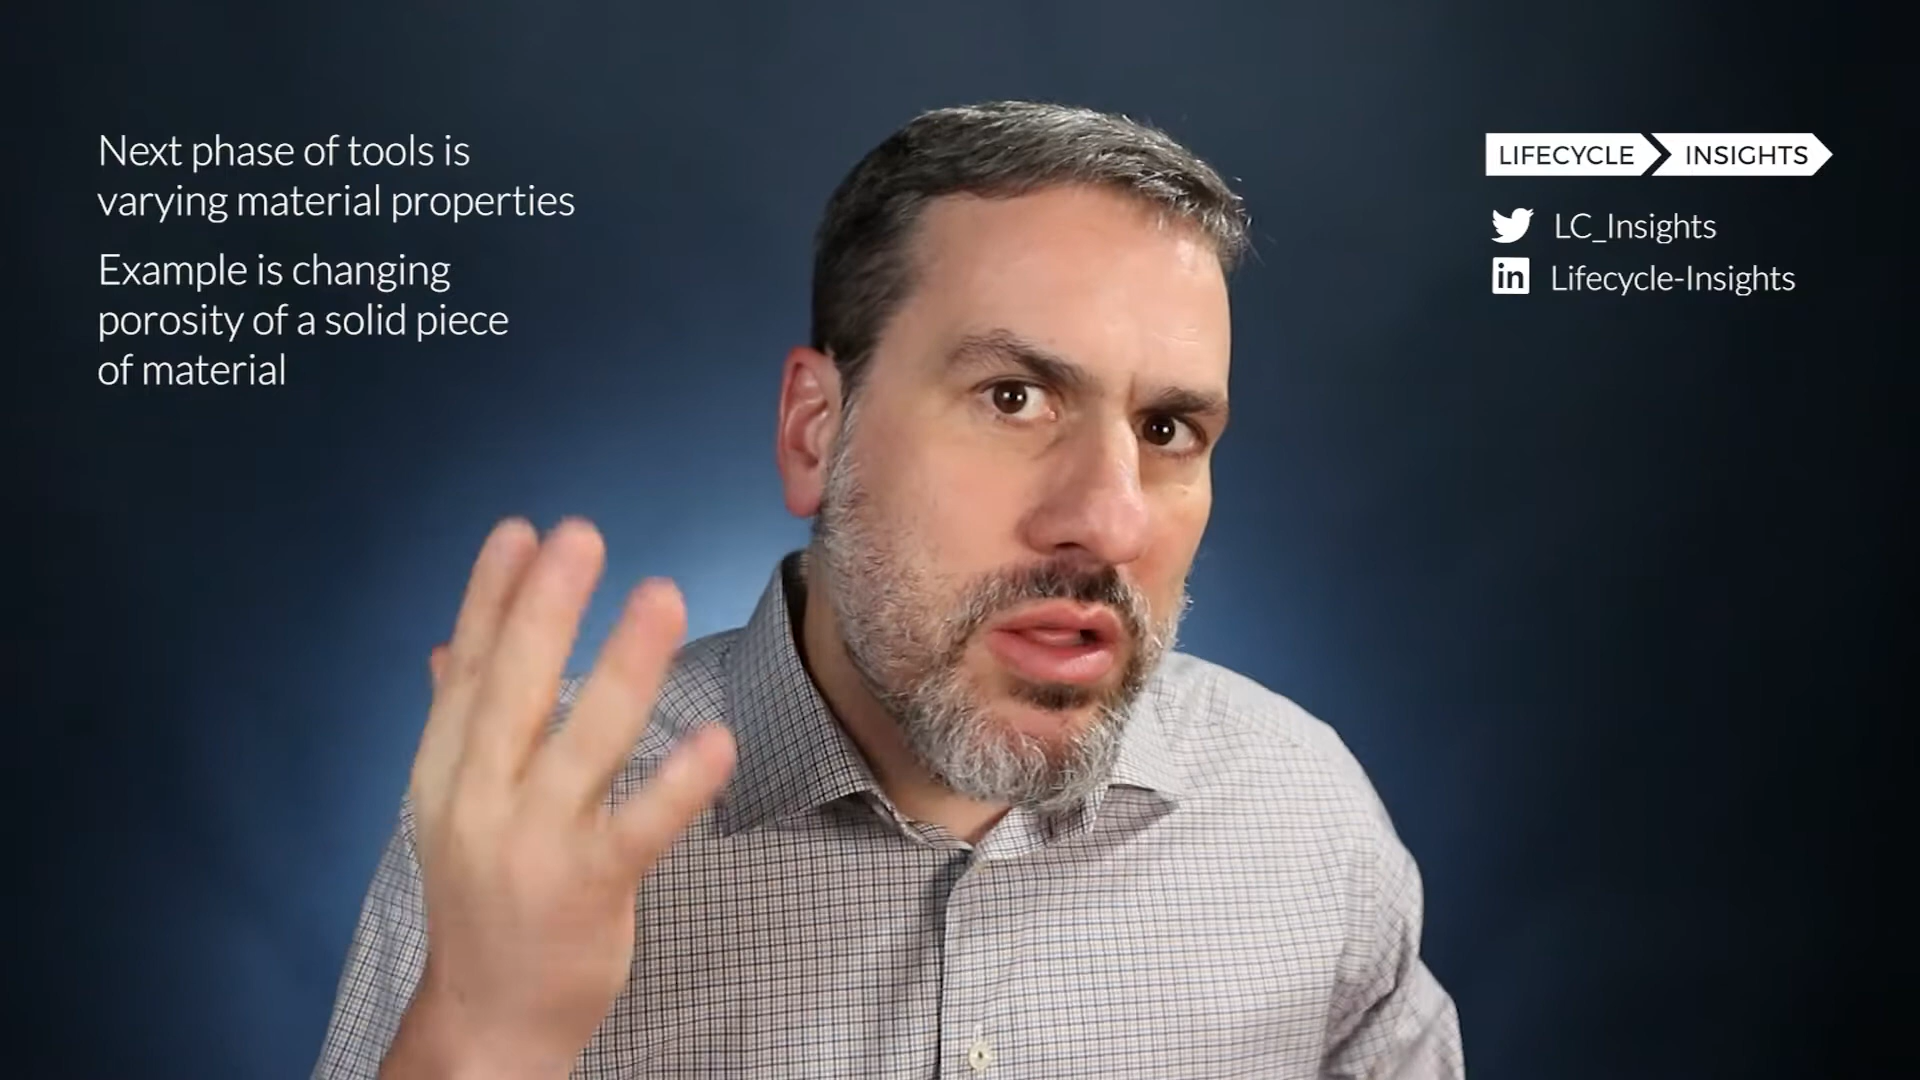 Next phase of tools is
varying material properties
Example is changing
porosity of a solid piece
of material
LIFECYCLE INSIGHTS
LC_Insights
in Lifecycle-Insights